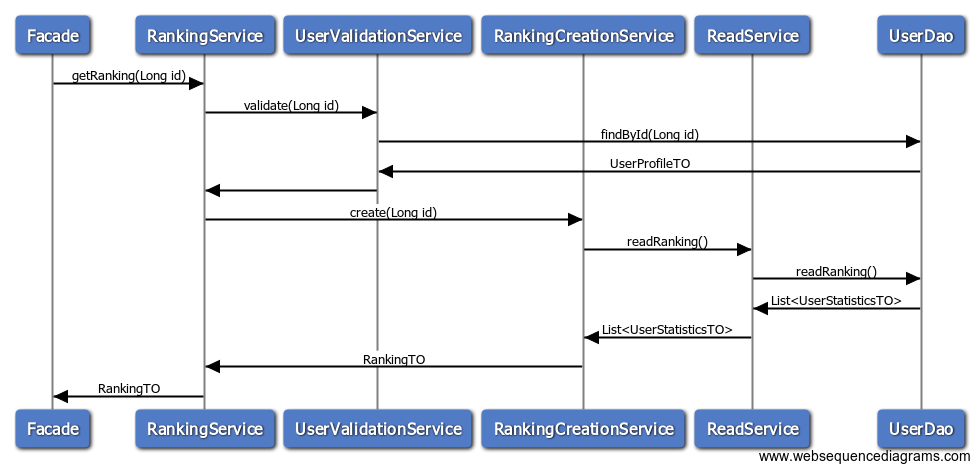 Facade RankingService UserValidationService RankingCreationService ReadService UserDao
getRanking(Long id)
validate(Long id)
findById(Long id)
UserProfileTO
create(Long id)
readRanking()
readRanking()
List<UserStatisticsTO>
List<UserStatisticsTO>
RankingTO
RankingTO
Facade RankingService UserValidationService RankingCreationService ReadService UserDao
www.websequencediagrams.com